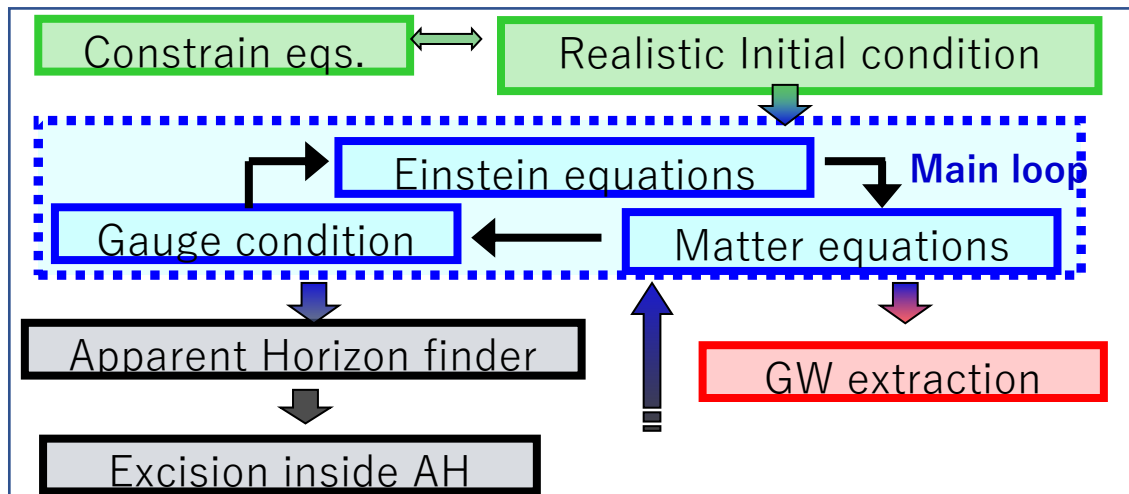 Constrain eqs.
Realistic Initial condition
Einstein equations
Main loop
Gauge condition
Matter equations
Apparent Horizon finder
GW extraction
Excision inside AH